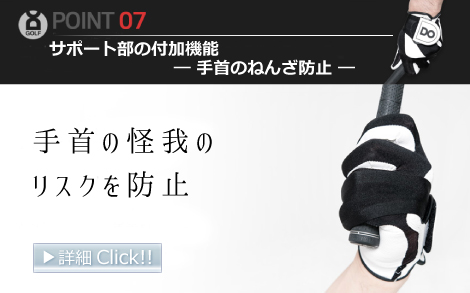 GOLF
POINT 07
サポート部の付加機能
― 手首のねんざ防止 ―
DO
手首の怪我の
リスクを防止
▶詳細 Click!!